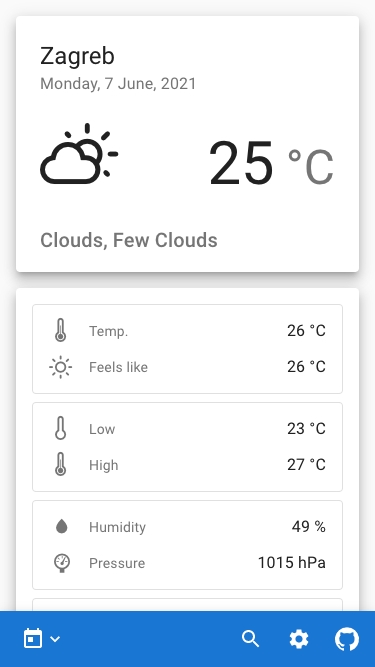 Zagreb
Monday, 7 June, 2021
25 °C
Clouds, Few Clouds
Temp. 26 °C
Feels like 26 °C
Low 23 °C
High 27 °C
Humidity 49 %
Pressure 1015 hPa